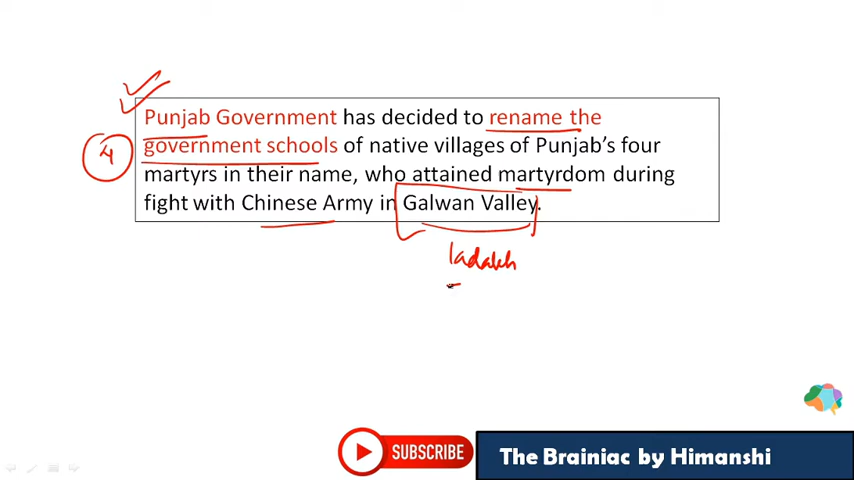 Punjab Government has decided to rename the
government schools of native villages of Punjab's four
martyrs in their name, who attained martyrdom during
fight with Chinese Army in Galwan Valley.
4
ladakh
SUBSCRIBE
The Brainiac by Himanshi